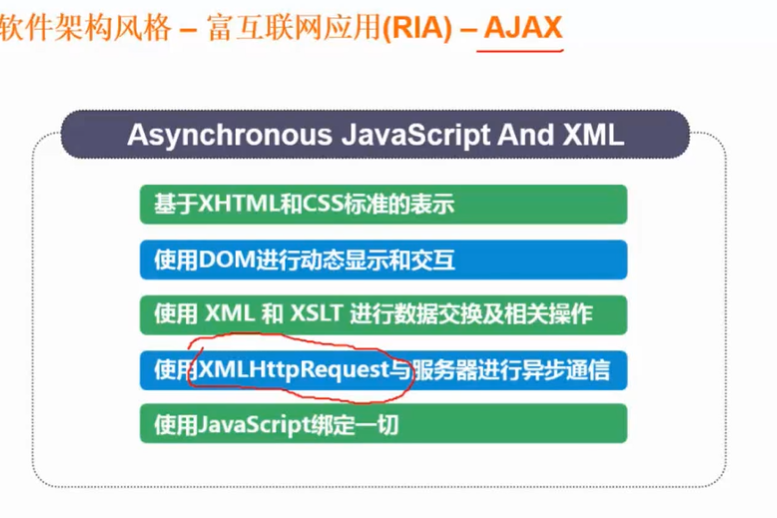 软件架构风格 – 富互联网应用(RIA) – AJAX
Asynchronous JavaScript And XML
基于XHTML和CSS标准的表示
使用DOM进行动态显示和交互
使用 XML 和 XSLT 进行数据交换及相关操作
使用XMLHttpRequest与服务器进行异步通信
使用JavaScript绑定一切